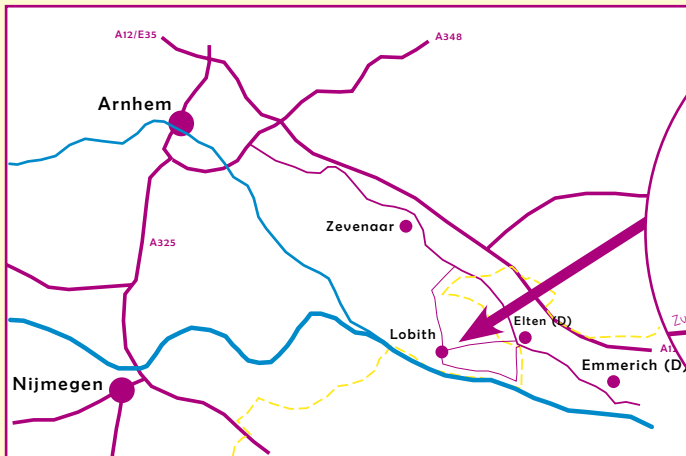 A12/E35
A348
Arnhem
Zevenaar
A325
Elten (D)
Lobith
Emmerich (D)
Nijmegen